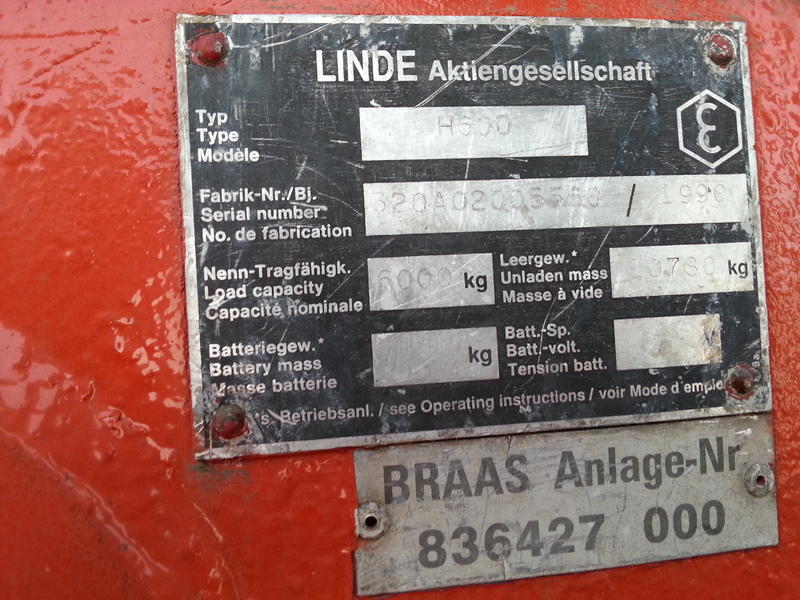 LINDE Aktiengesellschaft
Typ
Type
Modèle
H60D
Fabrik-Nr./Bj.
Serial number
No. de fabrication
/
Nenn-Tragfähigk.
Load capacity
Capacité nominale
6000 kg
Leergew.*
Unladen mass
Masse à vide
kg
Batteriegew.*
Battery mass
Masse batterie
kg
Batt.-Sp.
Batt.-volt.
Tension batt.
V
s. Betriebsanl. / see Operating instructions / voir Mode d'emploi
BRAAS Anlage-Nr
836427 000